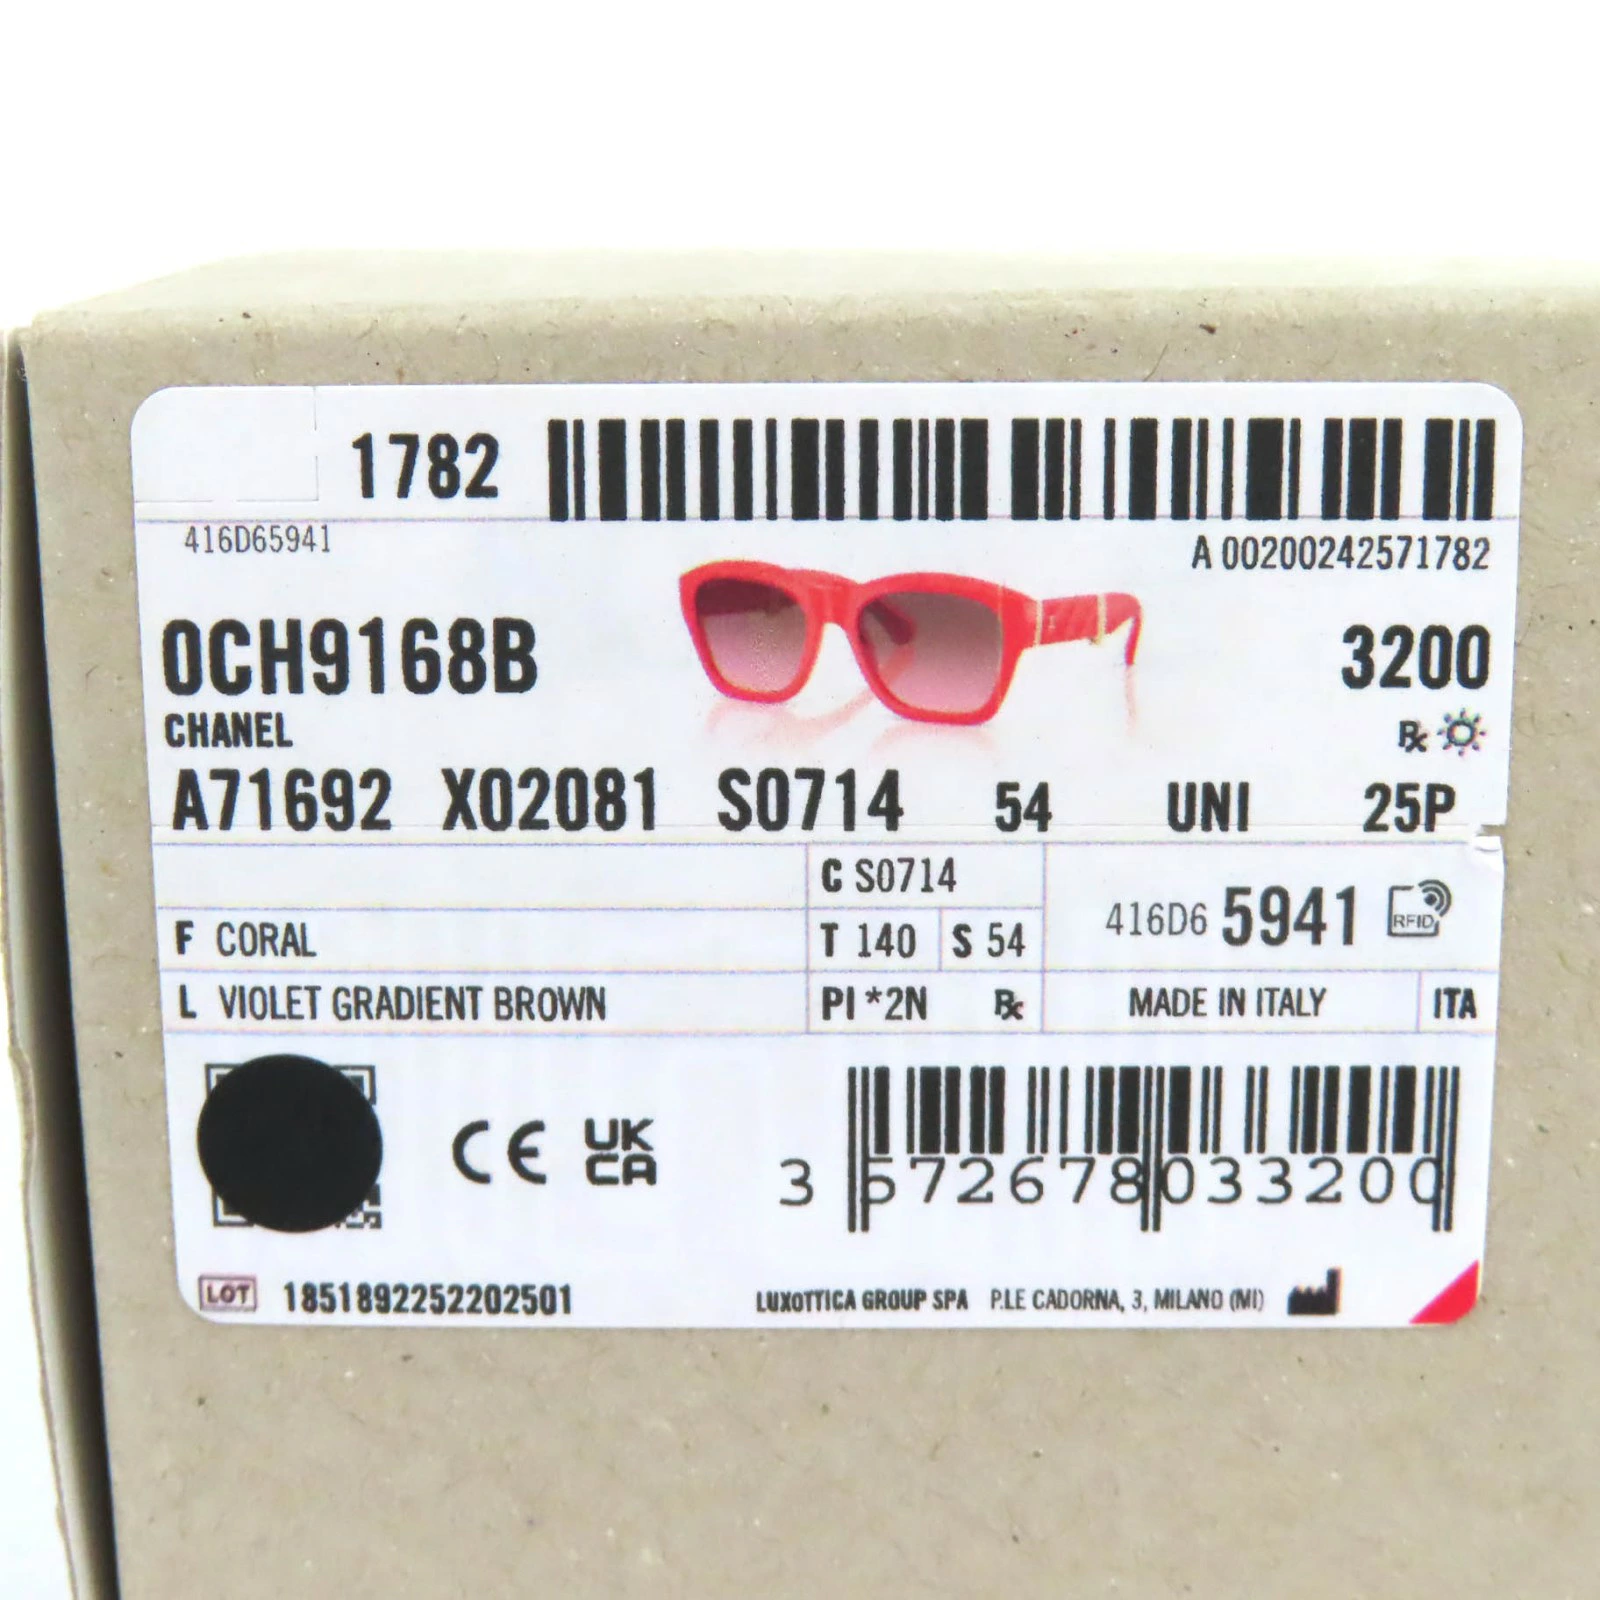 1782
416D65941
A 00200242571782
0CH9168B
3200
CHANEL
Rx
A71692 X02081 S0714 54 UNI 25P
C S0714
416D6 5941 RFID
F CORAL
T 140 S 54
L VIOLET GRADIENT BROWN
PI *2N Rx
MADE IN ITALY ITA
CE UK CA
3 572678 033200
LOT 1851892252202501
LUXOTTICA GROUP SPA P.LE CADORNA, 3, MILANO (MI)